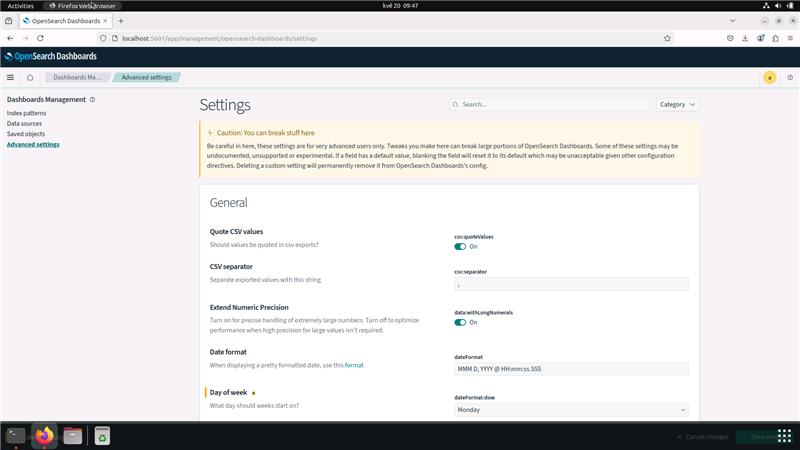 Activities
Firefox Web Browser
kvě 20 09:47
OpenSearch Dashboards
localhost:5601/app/management/opensearch-dashboards/settings
OpenSearch Dashboards
Dashboards Ma...
Advanced settings
a
Dashboards Management
Index patterns
Data sources
Saved objects
Advanced settings
Settings
Search...
Category
Caution: You can break stuff here
Be careful in here, these settings are for very advanced users only. Tweaks you make here can break large portions of OpenSearch Dashboards. Some of these settings may be
undocumented, unsupported or experimental. If a field has a default value, blanking the field will reset it to its default which may be unacceptable given other configuration
directives. Deleting a custom setting will permanently remove it from OpenSearch Dashboards's config.
General
Quote CSV values
Should values be quoted in csv exports?
csv:quoteValues
On
CSV separator
Separate exported values with this string
csv:separator
,
Extend Numeric Precision
Turn on for precise handling of extremely large numbers. Turn off to optimize
performance when high precision for large values isn't required.
data:withLongNumerals
On
Date format
When displaying a pretty formatted date, use this format
dateFormat
MMM D, YYYY @ HH:mm:ss.SSS
Day of week
What day should weeks start on?
dateFormat:dow
Monday
Cancel changes
Save changes